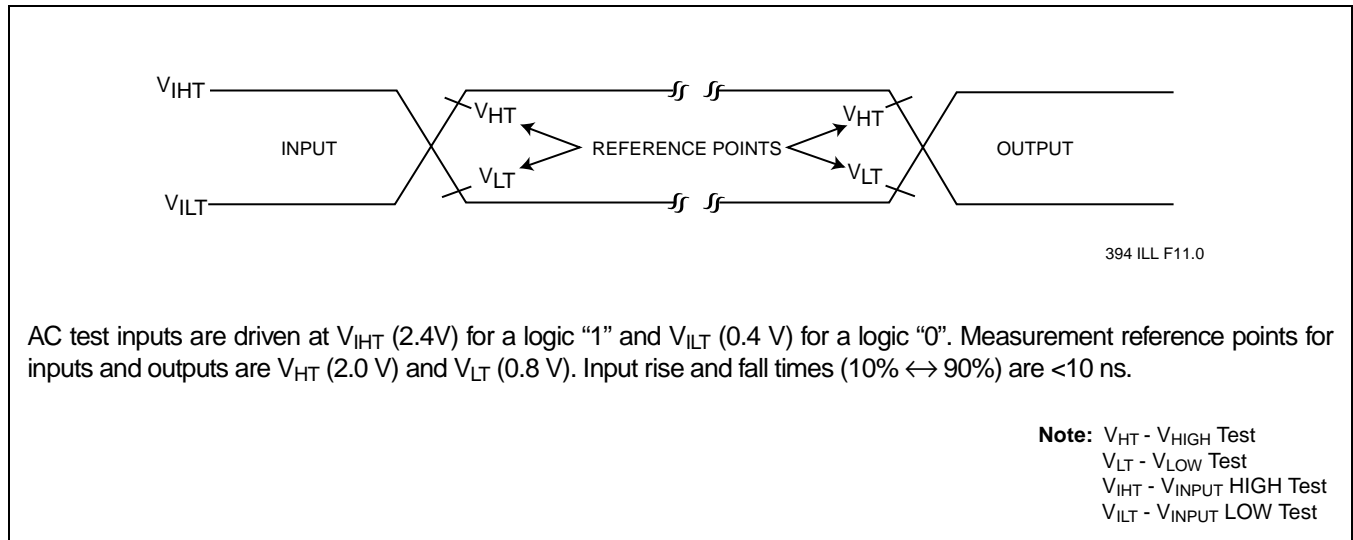 VIHT
VHT
VHT
INPUT
REFERENCE POINTS
OUTPUT
VLT
VLT
VILT
394 ILL F11.0
AC test inputs are driven at VIHT (2.4V) for a logic “1” and VILT (0.4 V) for a logic “0”. Measurement reference points for
inputs and outputs are VHT (2.0 V) and VLT (0.8 V). Input rise and fall times (10% ↔ 90%) are <10 ns.
Note: VHT - VHIGH Test
VLT - VLOW Test
VIHT - VINPUT HIGH Test
VILT - VINPUT LOW Test